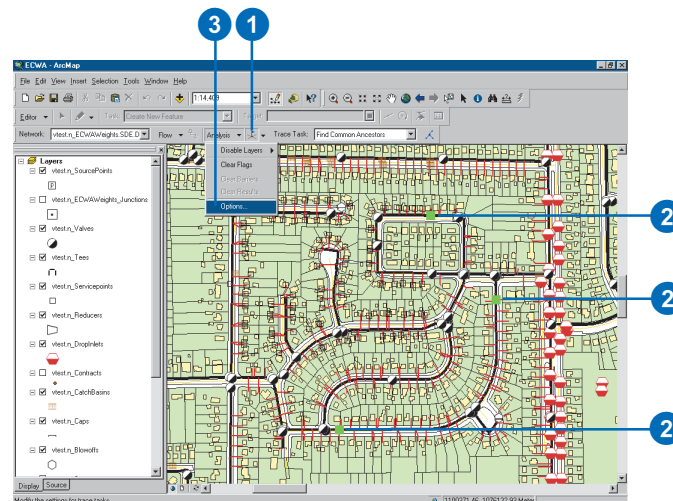 3 1
ECWA - ArcMap
File Edit View Insert Selection Tools Window Help
1:14,409
Editor Task: Create New Feature Target:
Network: vtest.n_ECWAWeights.SDE.D Flow Analysis Trace Task: Find Common Ancestors
Disable Layers
Clear Flags
Clear Barriers
Clear Results
Options...
Layers
vtest.n_SourcePoints
P
vtest.n_ECWAWeights_Junctions
vtest.n_Valves
vtest.n_Tees
vtest.n_Servicepoints
vtest.n_Reducers
vtest.n_DropInlets
vtest.n_Contracts
vtest.n_CatchBasins
vtest.n_Caps
vtest.n_Blowoffs
2
2
2
Display Source
Modify the settings for trace tasks